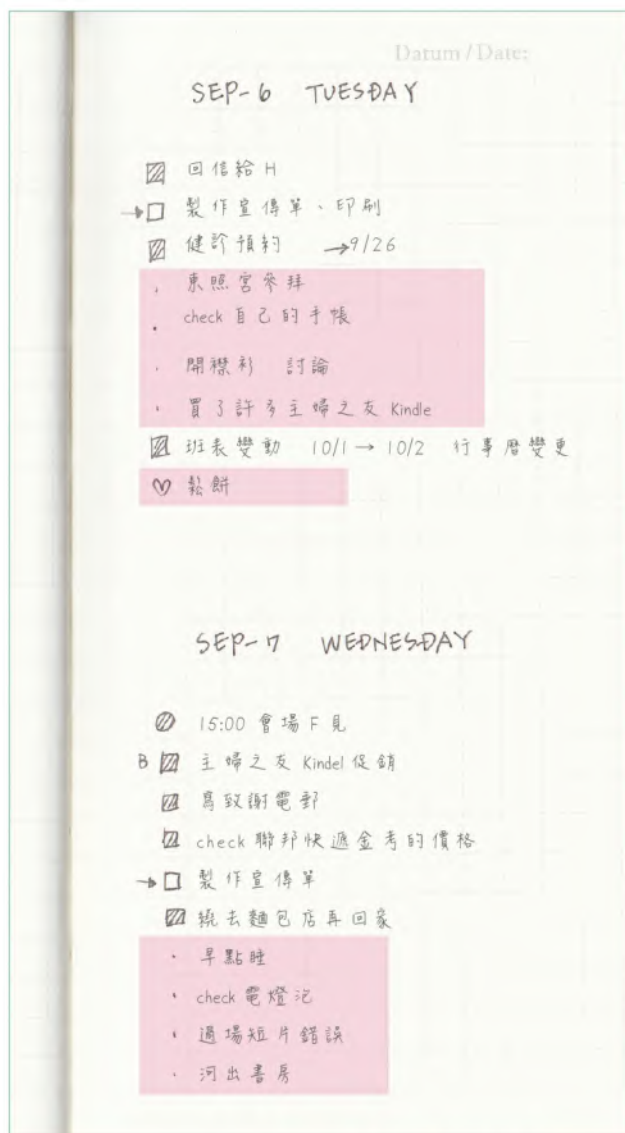 Datum / Date:
SEP-6 TUESDAY
回信給 H
→□ 製作宣傳單、印刷
健診預約 →9/26
· 東照宮參拜
· check 自己的手帳
· 開襟衫 討論
· 買了許多主婦之友 Kindle
班表變動 10/1 → 10/2 行事曆變更
♡ 鬆餅
SEP-7 WEDNESDAY
15:00 會場 F 見
B 主婦之友 Kindel 促銷
寫致謝電郵
check 聯邦快遞金考的價格
→□ 製作宣傳單
繞去麵包店再回家
· 早點睡
· check 電燈泡
· 過場短片錯誤
· 河出書房